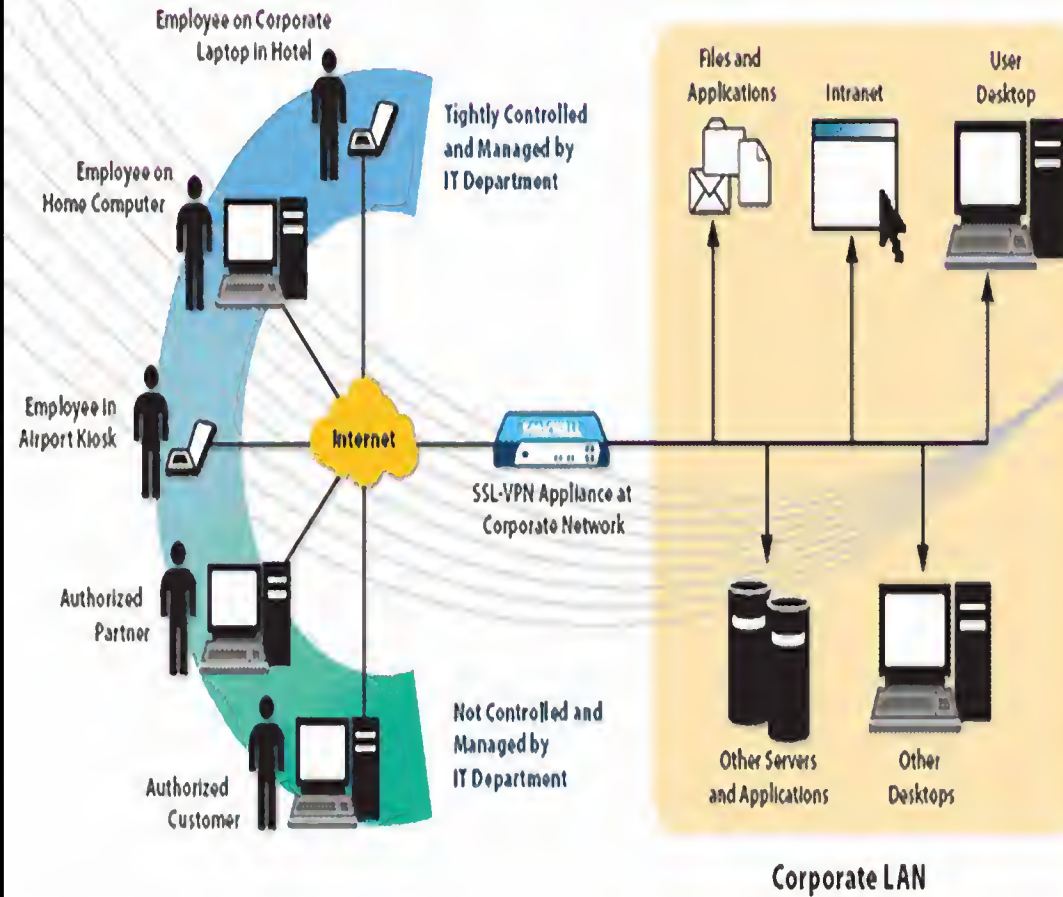 Employee on Corporate
Laptop in Hotel
Tightly Controlled
and Managed by
IT Department
Employee on
Home Computer
Employee in
Airport Kiosk
Internet
SSL-VPN Appliance at
Corporate Network
Authorized
Partner
Not Controlled and
Managed by
IT Department
Authorized
Customer
Files and
Applications
Intranet
User
Desktop
Other Servers
and Applications
Other
Desktops
Corporate LAN